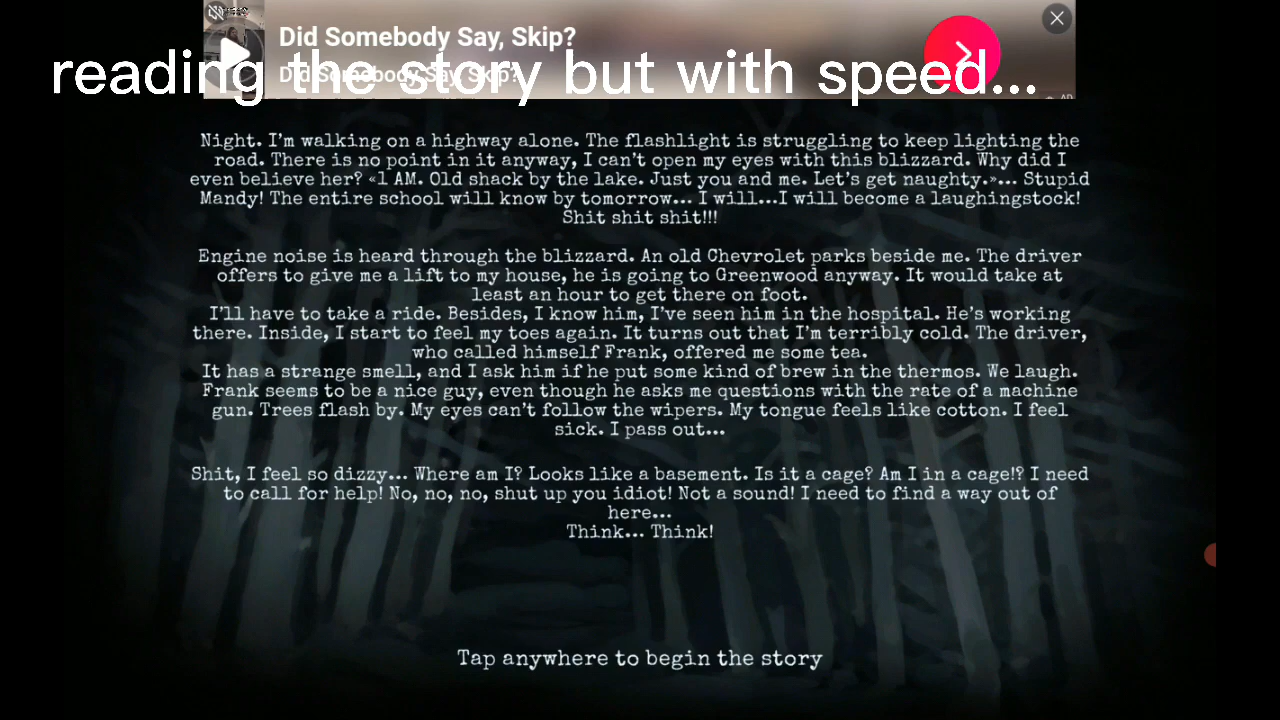 Did Somebody Say, Skip?
reading the story but with speed...
Did Somebody Say, Skip?
AD
Night. I'm walking on a highway alone. The flashlight is struggling to keep lighting the
road. There is no point in it anyway, I can't open my eyes with this blizzard. Why did I
even believe her? «1 AM. Old shack by the lake. Just you and me. Let's get naughty.»... Stupid
Mandy! The entire school will know by tomorrow... I will...I will become a laughingstock!
Shit shit shit!!!
Engine noise is heard through the blizzard. An old Chevrolet parks beside me. The driver
offers to give me a lift to my house, he is going to Greenwood anyway. It would take at
least an hour to get there on foot.
I'll have to take a ride. Besides, I know him, I've seen him in the hospital. He's working
there. Inside, I start to feel my toes again. It turns out that I'm terribly cold. The driver,
who called himself Frank, offered me some tea.
It has a strange smell, and I ask him if he put some kind of brew in the thermos. We laugh.
Frank seems to be a nice guy, even though he asks me questions with the rate of a machine
gun. Trees flash by. My eyes can't follow the wipers. My tongue feels like cotton. I feel
sick. I pass out...
Shit, I feel so dizzy... Where am I? Looks like a basement. Is it a cage? Am I in a cage!? I need
to call for help! No, no, no, shut up you idiot! Not a sound! I need to find a way out of
here...
Think... Think!
Tap anywhere to begin the story